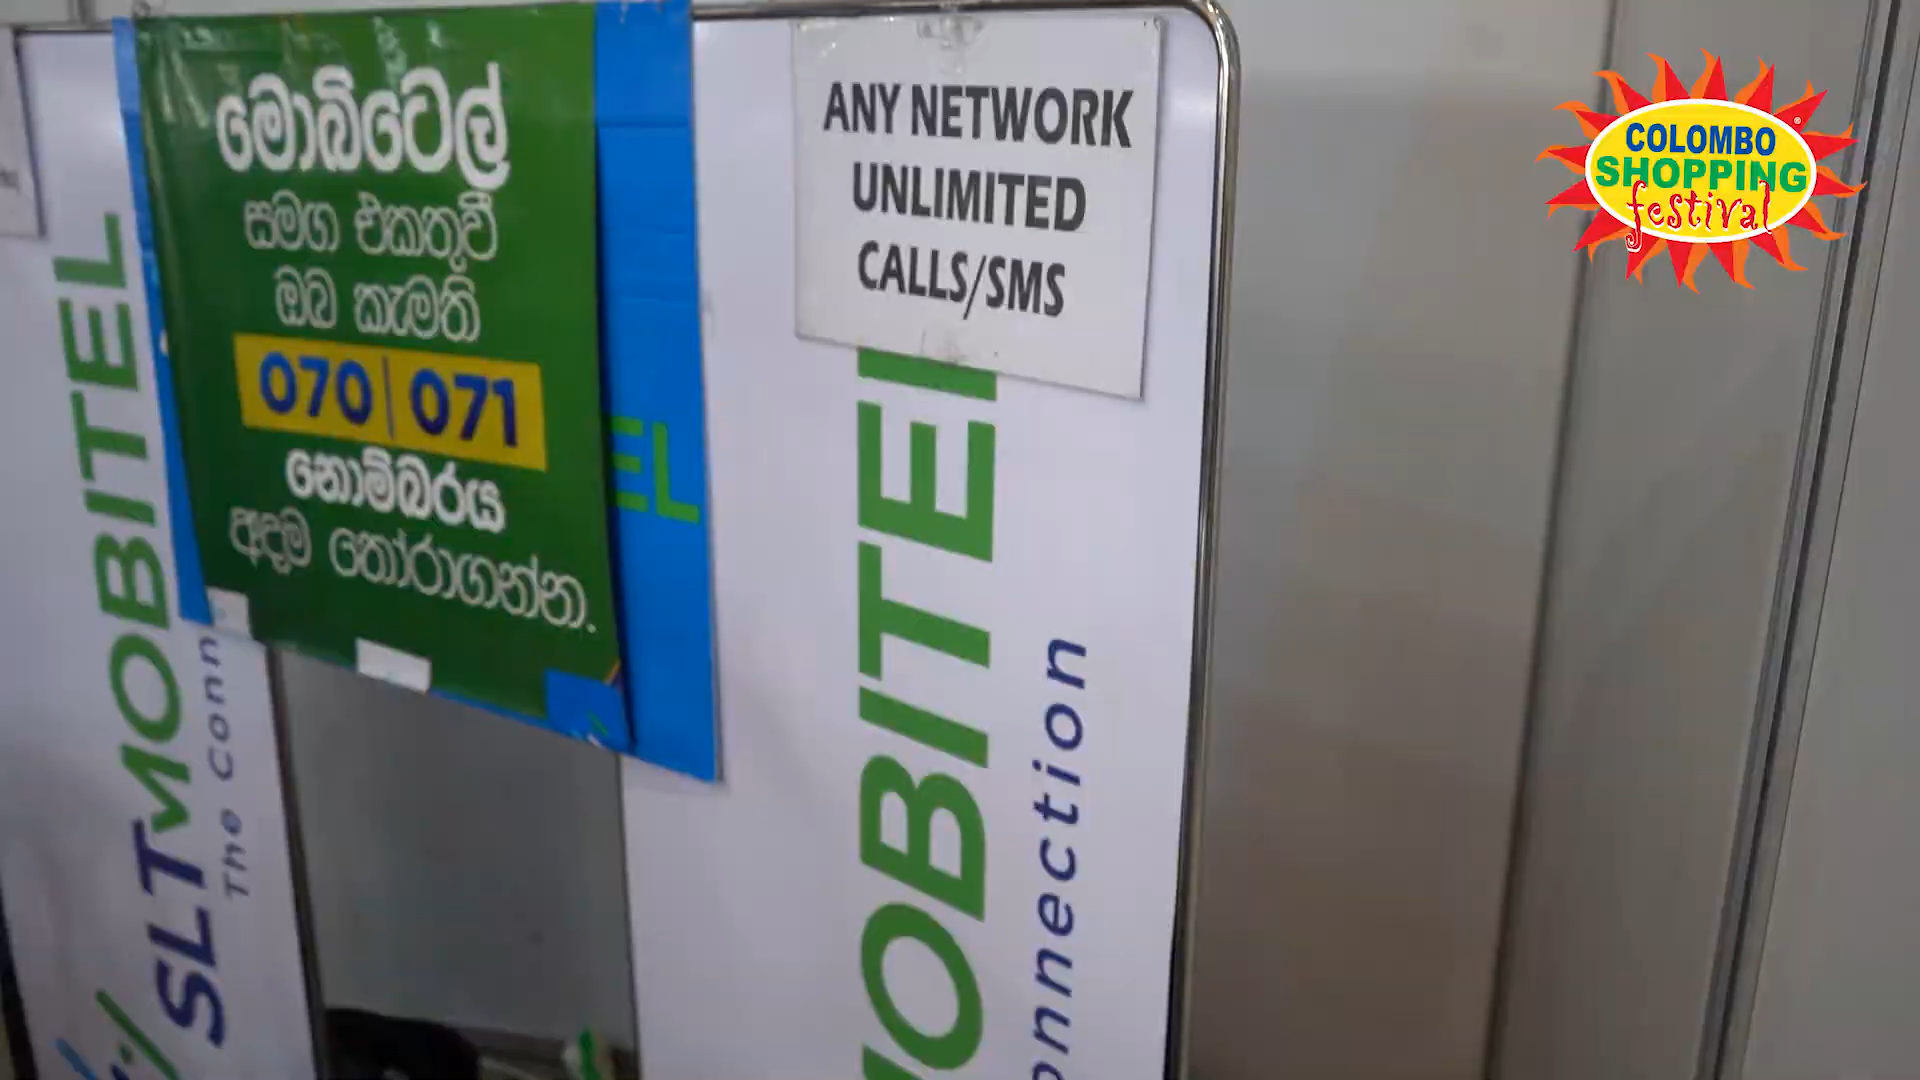 මොබිටෙල්
සමග එකතුවී
ඔබ කැමති
070 071
නොම්බරය
අදම තෝරාගන්න.
ANY NETWORK
UNLIMITED
CALLS/SMS
SLTMOBITEL
The Conn
EL
MOBITEL
onnection
COLOMBO
SHOPPING
festival